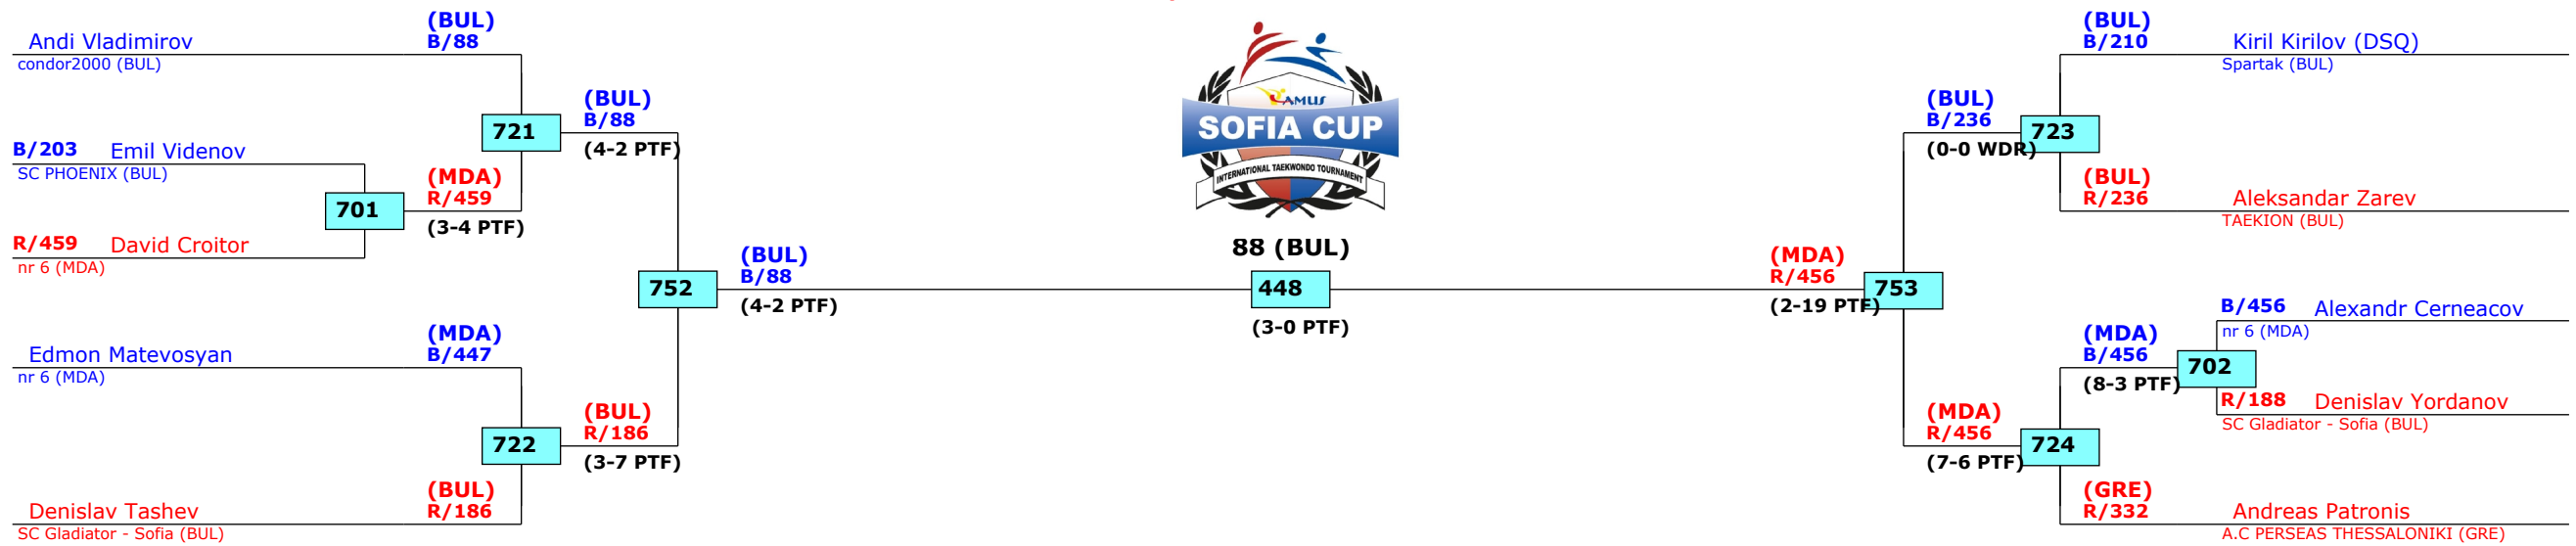 (BUL)
Andi Vladimirov B/88
condor2000 (BUL)
721
(BUL)
B/88
(4-2 PTF)
B/203 Emil Videnov
SC PHOENIX (BUL)
(MDA)
R/459
(3-4 PTF)
701
R/459 David Croitor
nr 6 (MDA)
752
(BUL)
B/88
(4-2 PTF)
(MDA)
Edmon Matevosyan B/447
nr 6 (MDA)
722
(BUL)
R/186
(3-7 PTF)
(BUL)
Denislav Tashev R/186
SC Gladiator - Sofia (BUL)
RAMUS
SOFIA CUP
INTERNATIONAL TAEKWONDO TOURNAMENT
88 (BUL)
448
(3-0 PTF)
(BUL)
B/210 Kiril Kirilov (DSQ)
Spartak (BUL)
(BUL)
B/236
(0-0 WDR)
723
(BUL)
R/236 Aleksandar Zarev
TAEKION (BUL)
(MDA)
R/456
(2-19 PTF)
753
B/456 Alexandr Cerneacov
nr 6 (MDA)
(MDA)
B/456
(8-3 PTF)
702
R/188 Denislav Yordanov
SC Gladiator - Sofia (BUL)
(MDA)
R/456
(7-6 PTF)
724
(GRE)
R/332 Andreas Patronis
A.C PERSEAS THESSALONIKI (GRE)